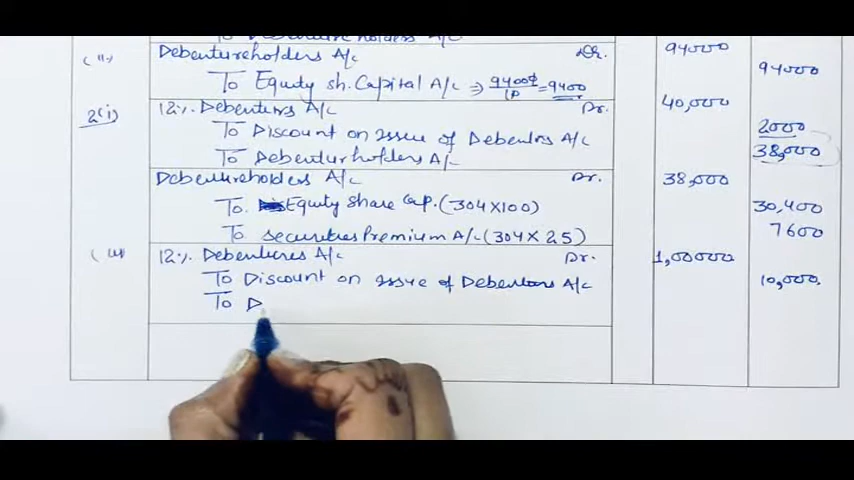 (ii) Debentureholders A/c Dr. 94000
To Equity sh. Capital A/c ⇒ 94000/10 = 9400 94000
2(i) 12%. Debentures A/c Dr. 40,000
To Discount on issue of Debentures A/c 2000
To Debenturholders A/c 38,000
Debentureholders A/c Dr. 38,000
To Equity share Cap. (304 X 100) 30,400
To securities Premium A/c (304 X 25) 7600
(ii) 12%. Debentures A/c Dr. 1,00000
To Discount on issue of Debentures A/c 10,000.
To D